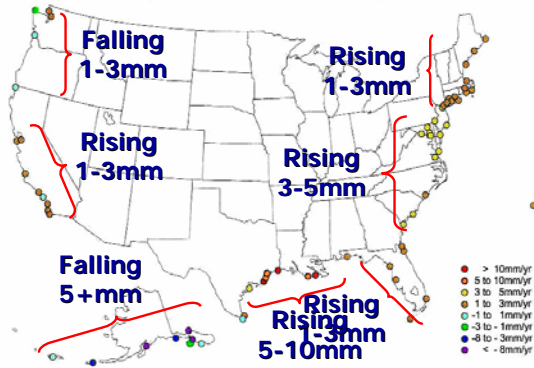 Falling
1-3mm
Rising
1-3mm
Rising
1-3mm
Rising
3-5mm
Falling
5+mm
Rising
1-3mm
Rising
5-10mm
> 10mm/yr
5 to 10mm/yr
3 to 5mm/yr
1 to 3mm/yr
-1 to 1mm/yr
-3 to - 1mm/yr
-8 to - 3mm/yr
< - 8mm/yr